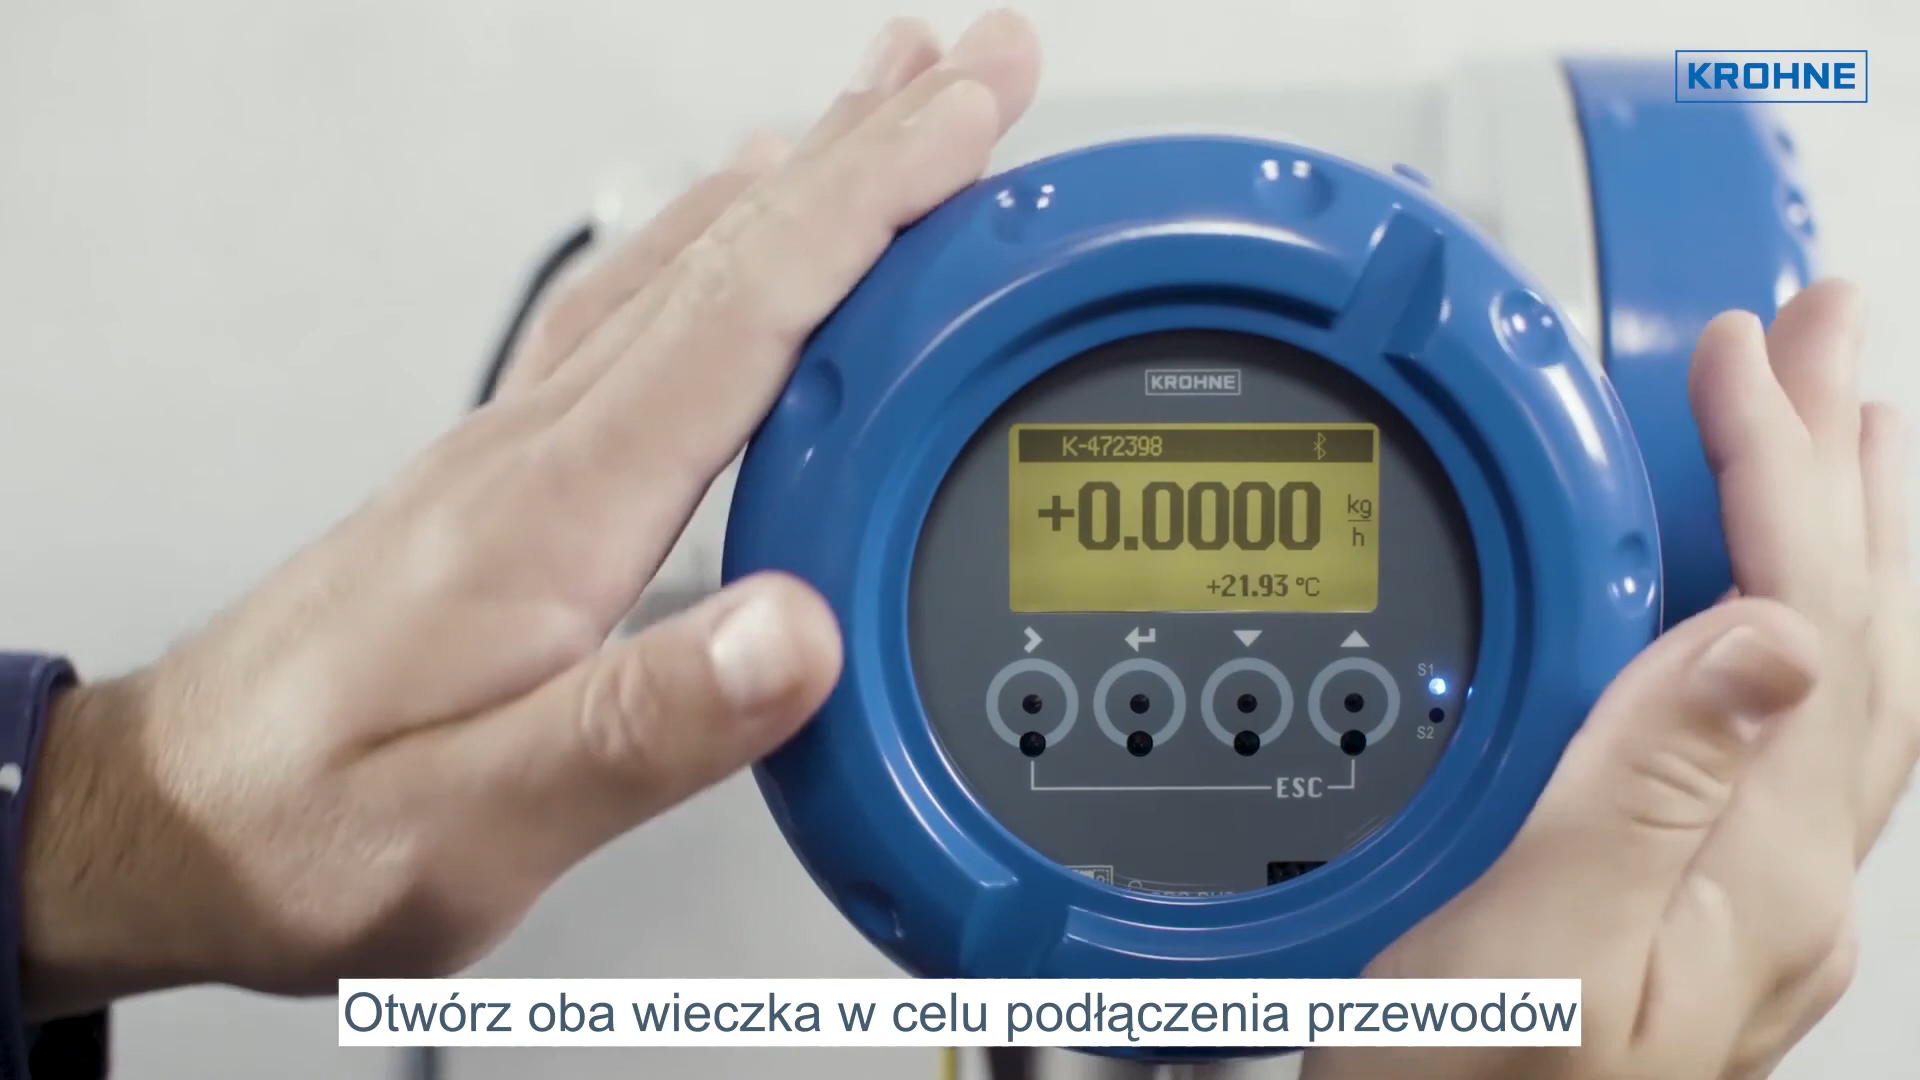 KROHNE
KROHNE
K-472398
+0.0000 kg/h
+21.93 °C
S1
S2
ESC
Otwórz oba wieczka w celu podłączenia przewodów